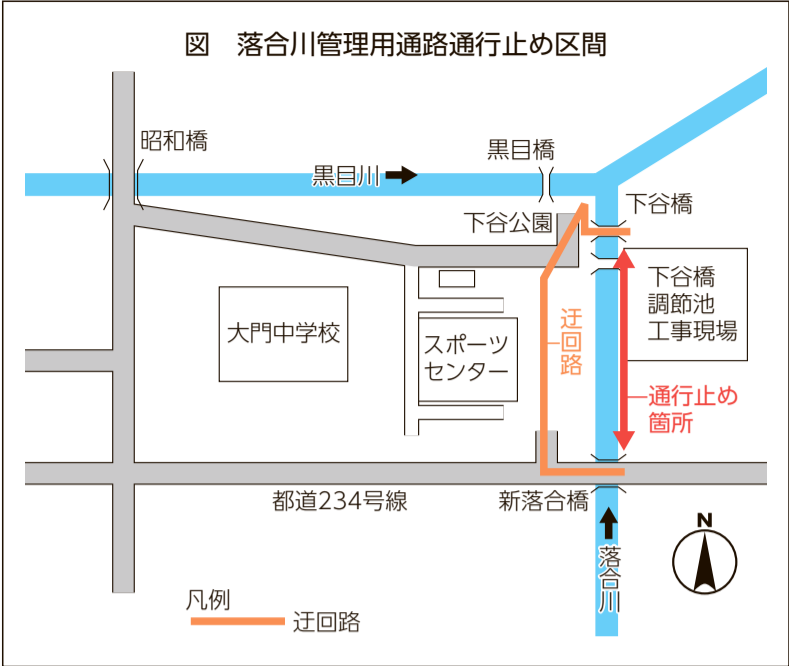 図 落合川管理用通路通行止め区間
昭和橋
黒目橋
黒目川
下谷橋
下谷公園
下谷橋
調節池
工事現場
大門中学校
スポーツ
センター
迂回路
通行止め
箇所
都道234号線
新落合橋
落合川
N
凡例
迂回路